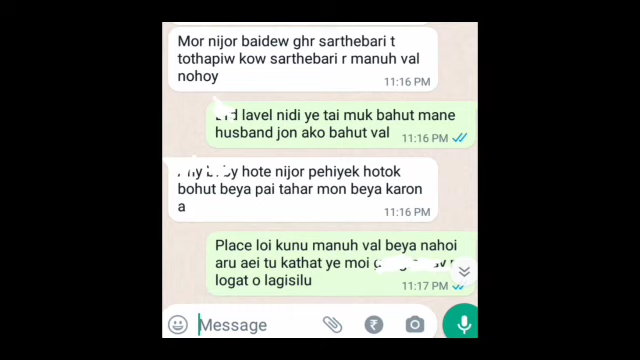 Mor nijor baidew ghr sarthebari t
tothapiw kow sarthebari r manuh val
nohoy
11:16 PM
lavel nidi ye tai muk bahut mane
husband jon ako bahut val
11:16 PM
hote nijor pehiyek hotok
bohut beya pai tahar mon beya karon
a
11:16 PM
Place loi kunu manuh val beya nahoi
aru aei tu kathat ye moi
logat o lagisilu
11:17 PM
Message